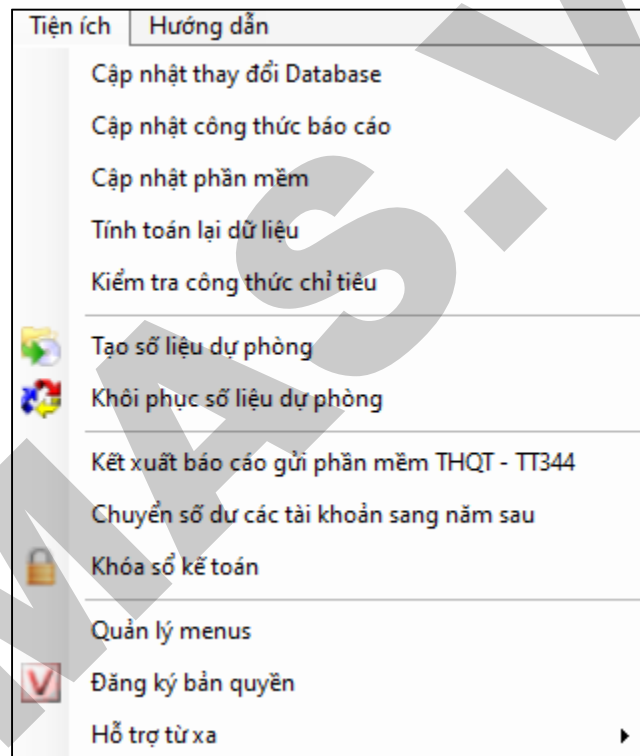 Tiện ích Hướng dẫn
Cập nhật thay đổi Database
Cập nhật công thức báo cáo
Cập nhật phần mềm
Tính toán lại dữ liệu
Kiểm tra công thức chỉ tiêu
Tạo số liệu dự phòng
Khôi phục số liệu dự phòng
Kết xuất báo cáo gửi phần mềm THQT - TT344
Chuyển số dư các tài khoản sang năm sau
Khóa sổ kế toán
Quản lý menus
Đăng ký bản quyền
Hỗ trợ từ xa
MAS.V